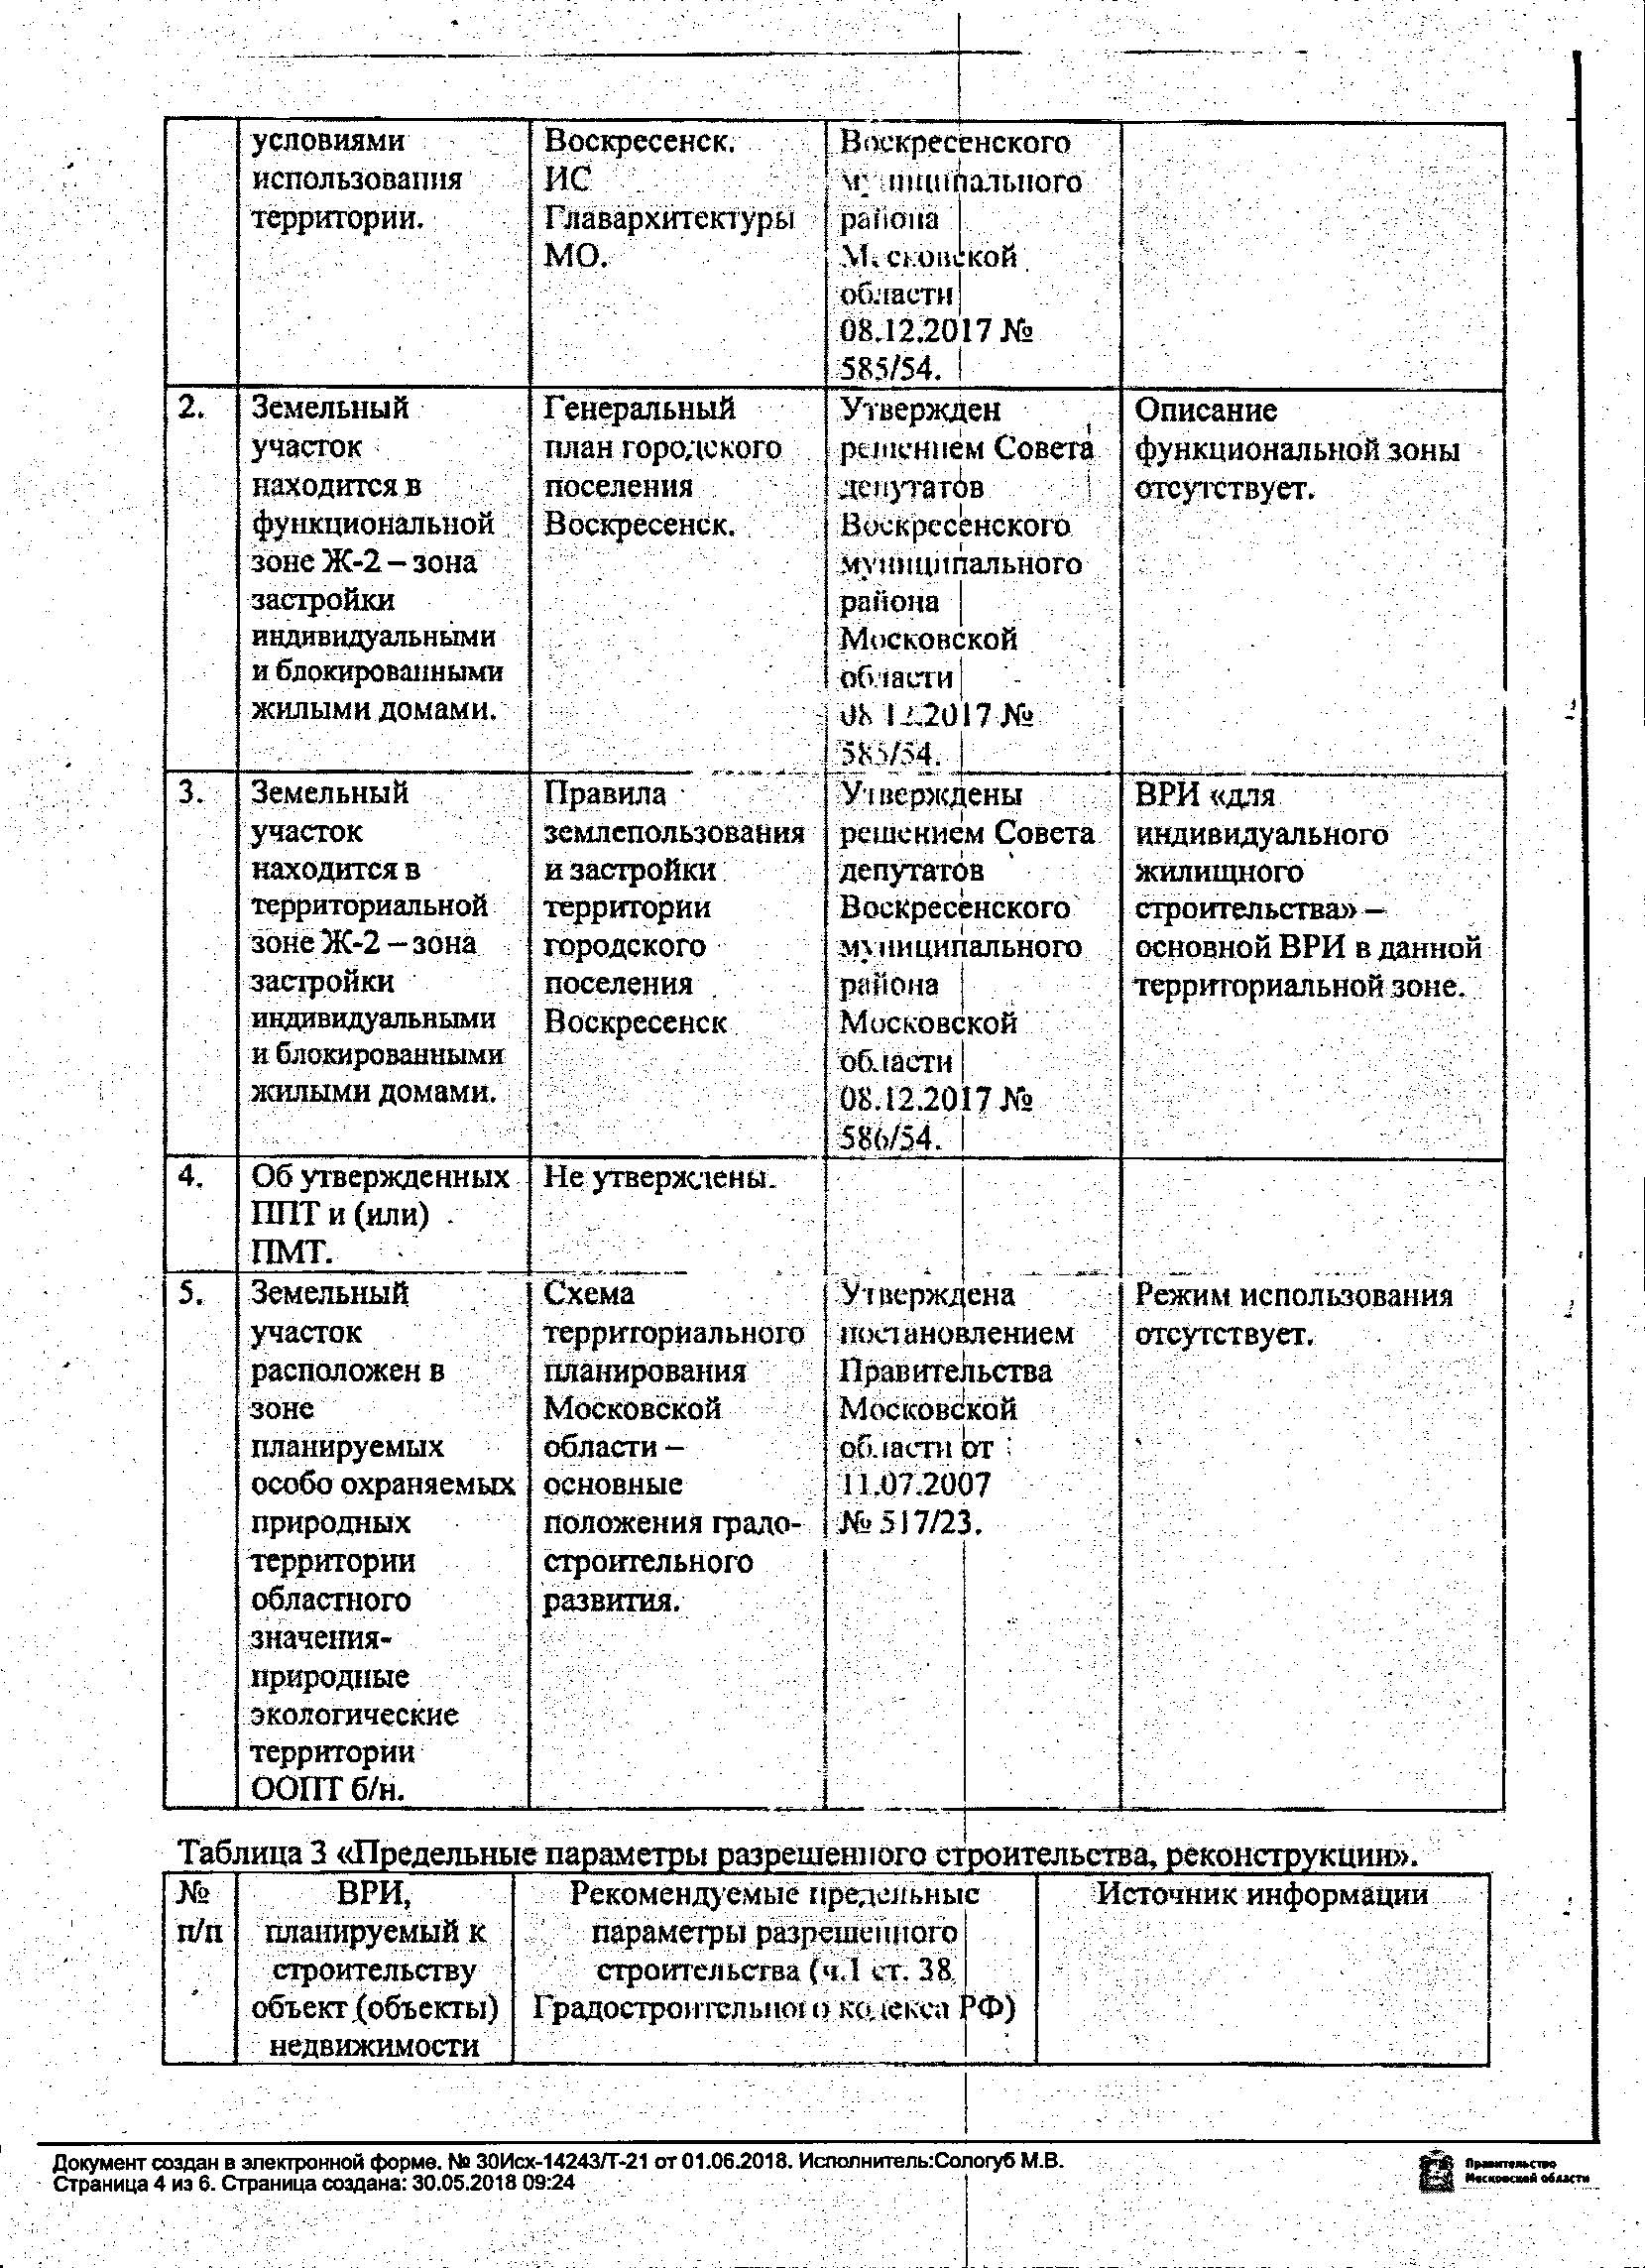 условиями
использования
территории.
Воскресенск.
ИС
Главархитектуры
МО.
Воскресенского
муниципального
района
Московской
области
08.12.2017 №
585/54.
2.
Земельный
участок
находится в
функциональной
зоне Ж-2 – зона
застройки
индивидуальными
и блокированными
жилыми домами.
Генеральный
план городского
поселения
Воскресенск.
Утвержден
решением Совета
депутатов
Воскресенского
муниципального
района
Московской
области
08.12.2017 №
585/54.
Описание
функциональной зоны
отсутствует.
3.
Земельный
участок
находится в
территориальной
зоне Ж-2 – зона
застройки
индивидуальными
и блокированными
жилыми домами.
Правила
землепользования
и застройки
территории
городского
поселения
Воскресенск
Утверждены
решением Совета
депутатов
Воскресенского
муниципального
района
Московской
области
08.12.2017 №
586/54.
ВРИ «для
индивидуального
жилищного
строительства» –
основной ВРИ в данной
территориальной зоне.
4.
Об утвержденных
ППТ и (или)
ПМТ.
Не утверждены.
5.
Земельный
участок
расположен в
зоне
планируемых
особо охраняемых
природных
территории
областного
значения-
природные
экологические
территории
ООПТ б/н.
Схема
территориального
планирования
Московской
области –
основные
положения градо-
строительного
развития.
Утверждена
постановлением
Правительства
Московской
области от
11.07.2007
№ 517/23.
Режим использования
отсутствует.
Таблица 3 «Предельные параметры разрешенного строительства, реконструкции».
№
п/п
ВРИ,
планируемый к
строительству
объект (объекты)
недвижимости
Рекомендуемые предельные
параметры разрешенного
строительства (ч.1 ст. 38
Градостроительного кодекса РФ)
Источник информации
Документ создан в электронной форме. № 30Исх-14243/Т-21 от 01.06.2018. Исполнитель:Сологуб М.В.
Страница 4 из 6. Страница создана: 30.05.2018 09:24
Правительство
Московской области